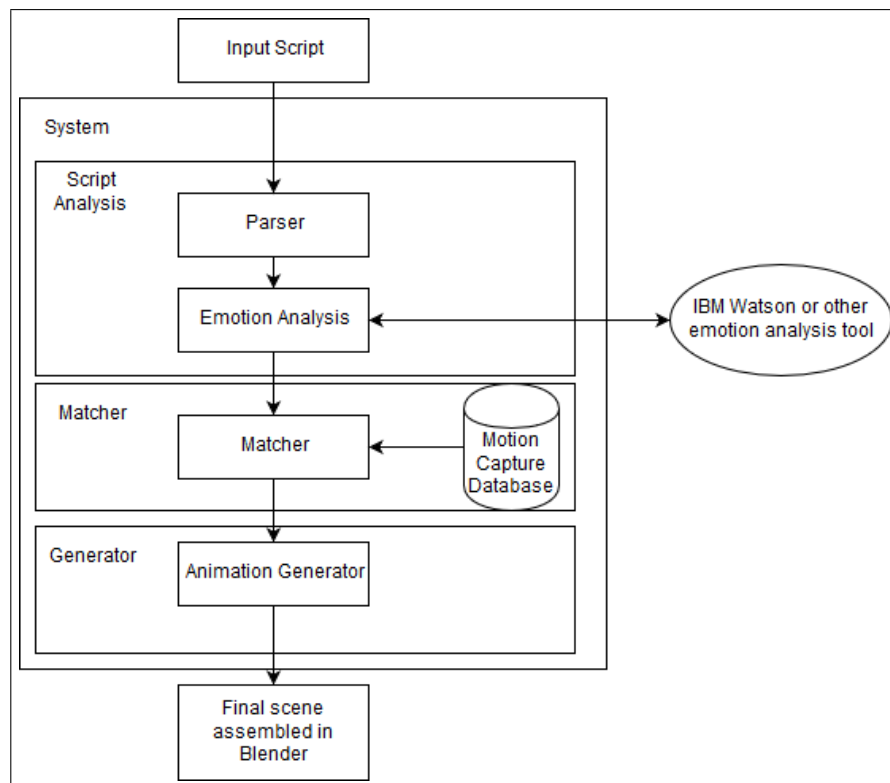 Input Script
System
Script
Analysis
Parser
Emotion Analysis
IBM Watson or other
emotion analysis tool
Matcher
Matcher
Motion
Capture
Database
Generator
Animation Generator
Final scene
assembled in
Blender